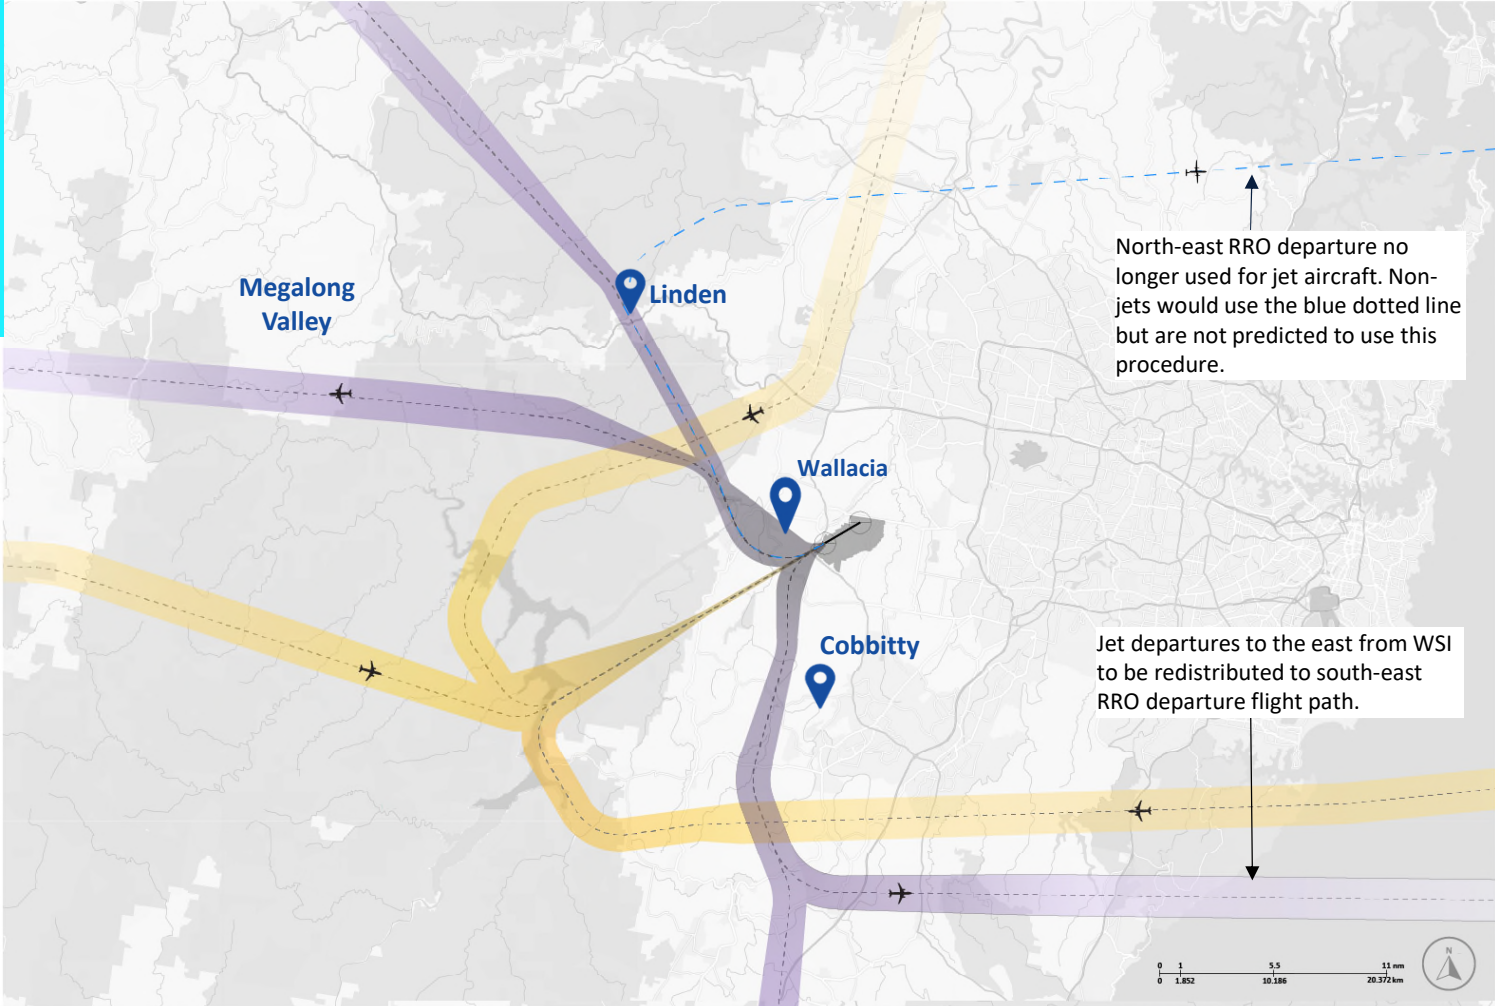 North-east RRO departure no
longer used for jet aircraft. Non-
jets would use the blue dotted line
but are not predicted to use this
procedure.
Megalong
Valley
Linden
Wallacia
Cobbitty
Jet departures to the east from WSI
to be redistributed to south-east
RRO departure flight path.
N
0 1 5.5 11 nm
0 1.852 10.186 20.372 km